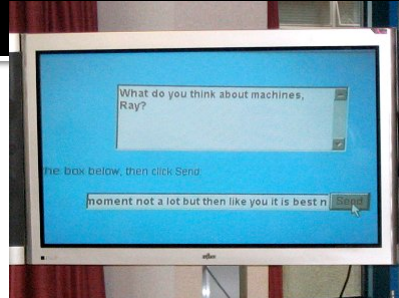 What do you think about machines,
Ray?
he box below, then click Send.
moment not a lot but then like you it is best n
Send